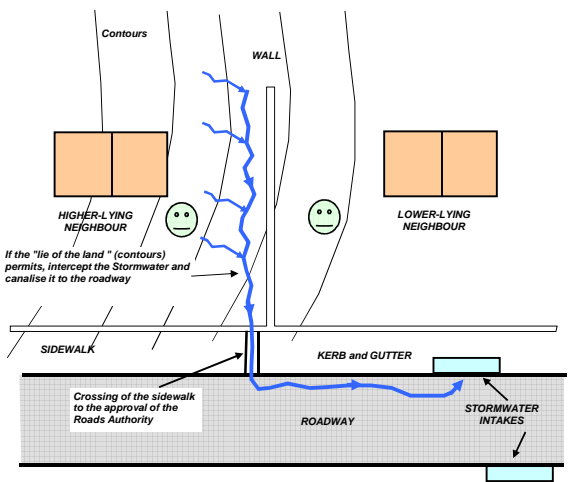 Contours
WALL
HIGHER-LYING
NEIGHBOUR
LOWER-LYING
NEIGHBOUR
If the "lie of the land " (contours)
permits, intercept the Stormwater and
canalise it to the roadway
SIDEWALK
KERB and GUTTER
Crossing of the sidewalk
to the approval of the
Roads Authority
STORMWATER
INTAKES
ROADWAY